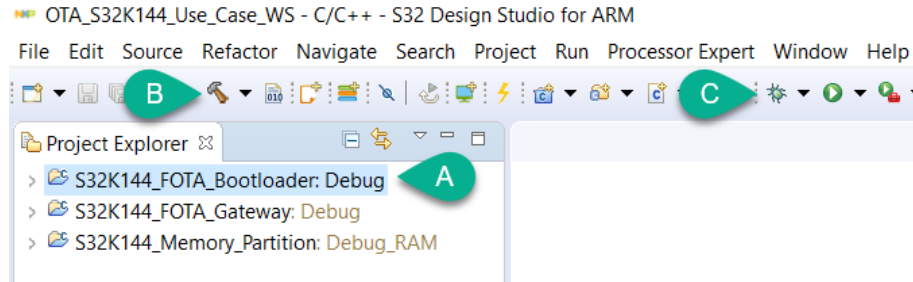 OTA_S32K144_Use_Case_WS - C/C++ - S32 Design Studio for ARM
File Edit Source Refactor Navigate Search Project Run Processor Expert Window Help
B
C
Project Explorer
S32K144_FOTA_Bootloader: Debug
A
S32K144_FOTA_Gateway: Debug
S32K144_Memory_Partition: Debug_RAM